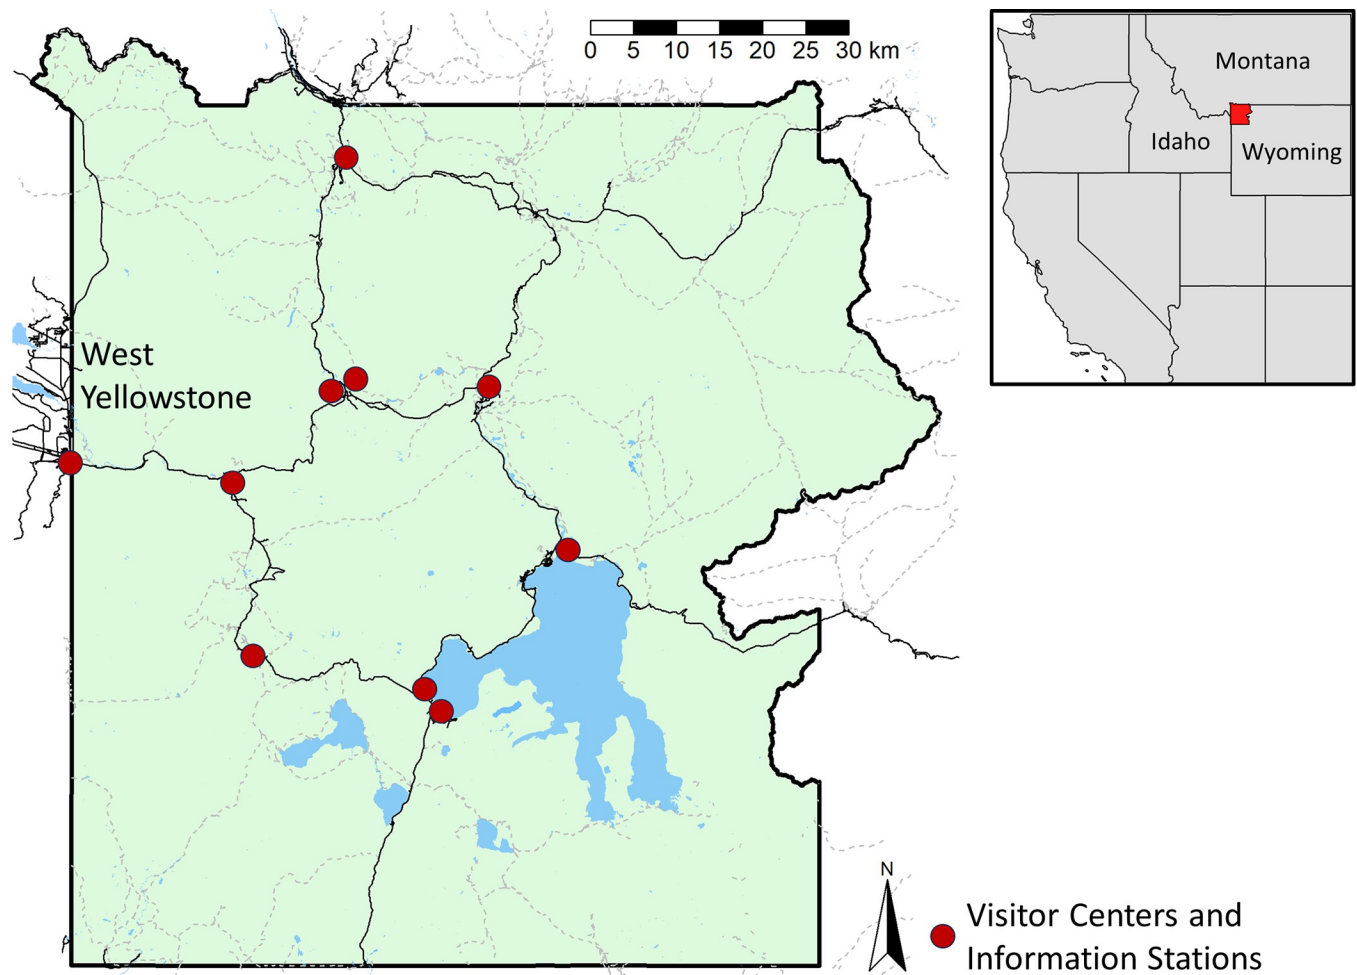 0 5 10 15 20 25 30 km
Montana
Idaho
Wyoming
West
Yellowstone
N
Visitor Centers and
Information Stations